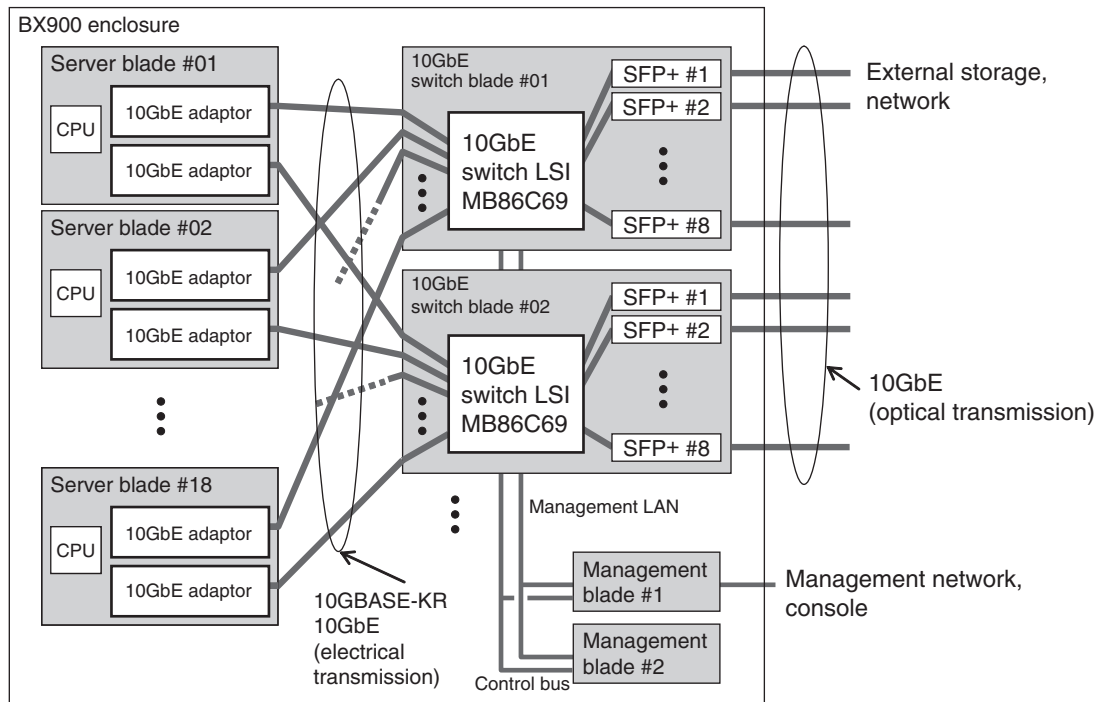 BX900 enclosure
Server blade #01
CPU
10GbE adaptor
10GbE adaptor
Server blade #02
CPU
10GbE adaptor
10GbE adaptor
Server blade #18
CPU
10GbE adaptor
10GbE adaptor
10GBASE-KR
10GbE
(electrical
transmission)
10GbE
switch blade #01
10GbE
switch LSI
MB86C69
SFP+ #1
SFP+ #2
SFP+ #8
10GbE
switch blade #02
10GbE
switch LSI
MB86C69
SFP+ #1
SFP+ #2
SFP+ #8
External storage,
network
10GbE
(optical transmission)
Management LAN
Management
blade #1
Management
blade #2
Control bus
Management network,
console